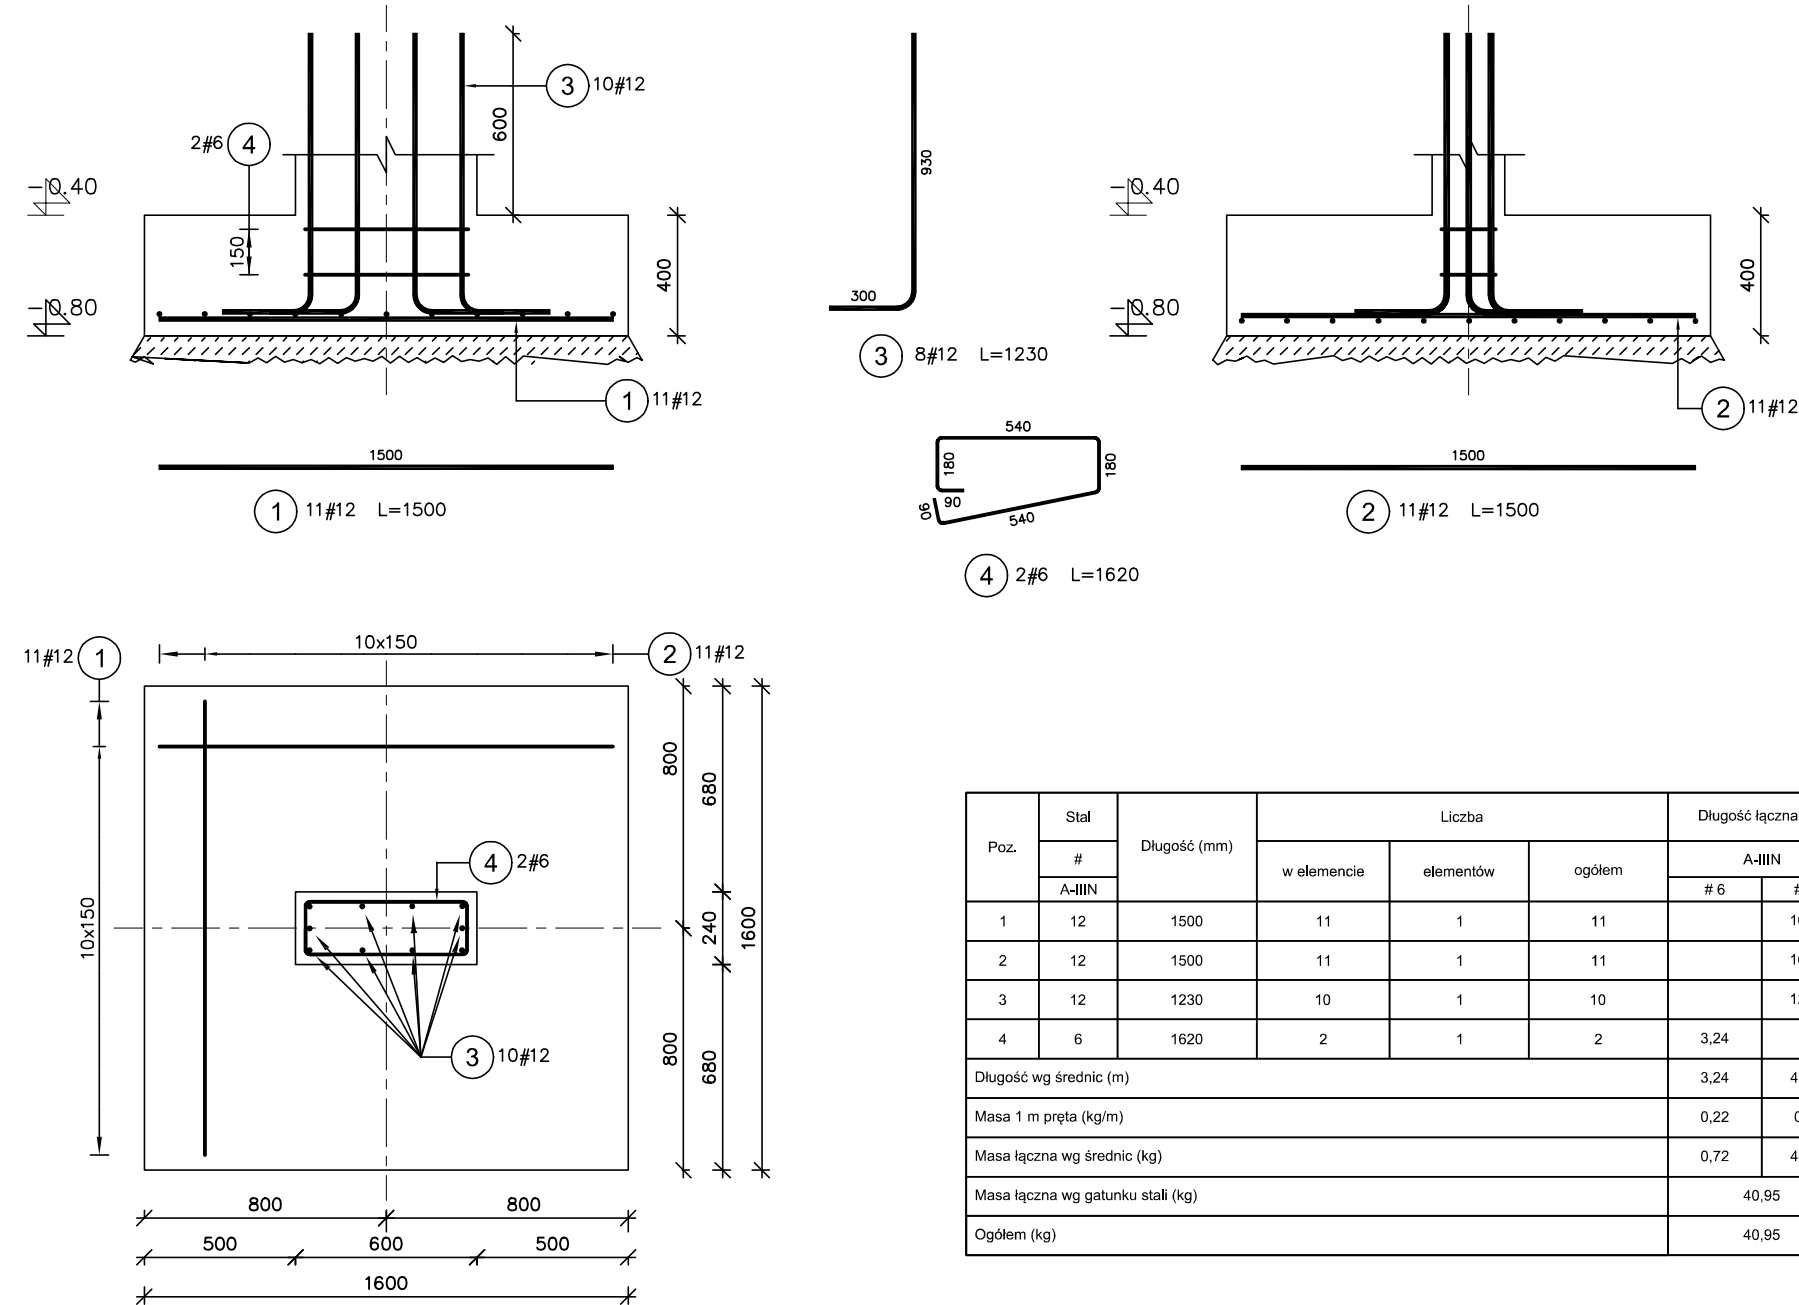 3 10#12
600
2#6 4
150
-0.40
-0.80
400
1 11#12
1500
1 11#12 L=1500
930
300
3 8#12 L=1230
540
180
180
90
90
540
4 2#6 L=1620
-0.40
-0.80
400
2 11#12
1500
2 11#12 L=1500
11#12 1
10x150
2 11#12
10x150
4 2#6
3 10#12
800
800
680
240
680
1600
800 800
500 600 500
1600
Poz. Stal Długość (mm) Liczba Długość łączna
# w elemencie elementów ogółem A-IIIN
A-IIIN # 6 #
1 12 1500 11 1 11
2 12 1500 11 1 11
3 12 1230 10 1 10
4 6 1620 2 1 2 3,24
Długość wg średnic (m) 3,24
Masa 1 m pręta (kg/m) 0,22
Masa łączna wg średnic (kg) 0,72
Masa łączna wg gatunku stali (kg) 40,95
Ogółem (kg) 40,95